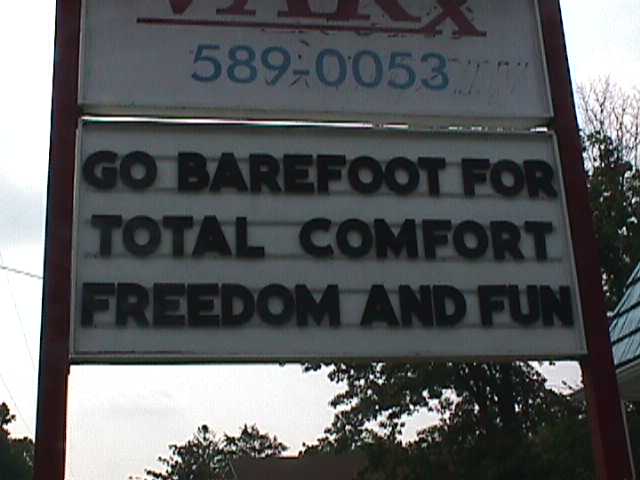 589-0053
GO BAREFOOT FOR
TOTAL COMFORT
FREEDOM AND FUN